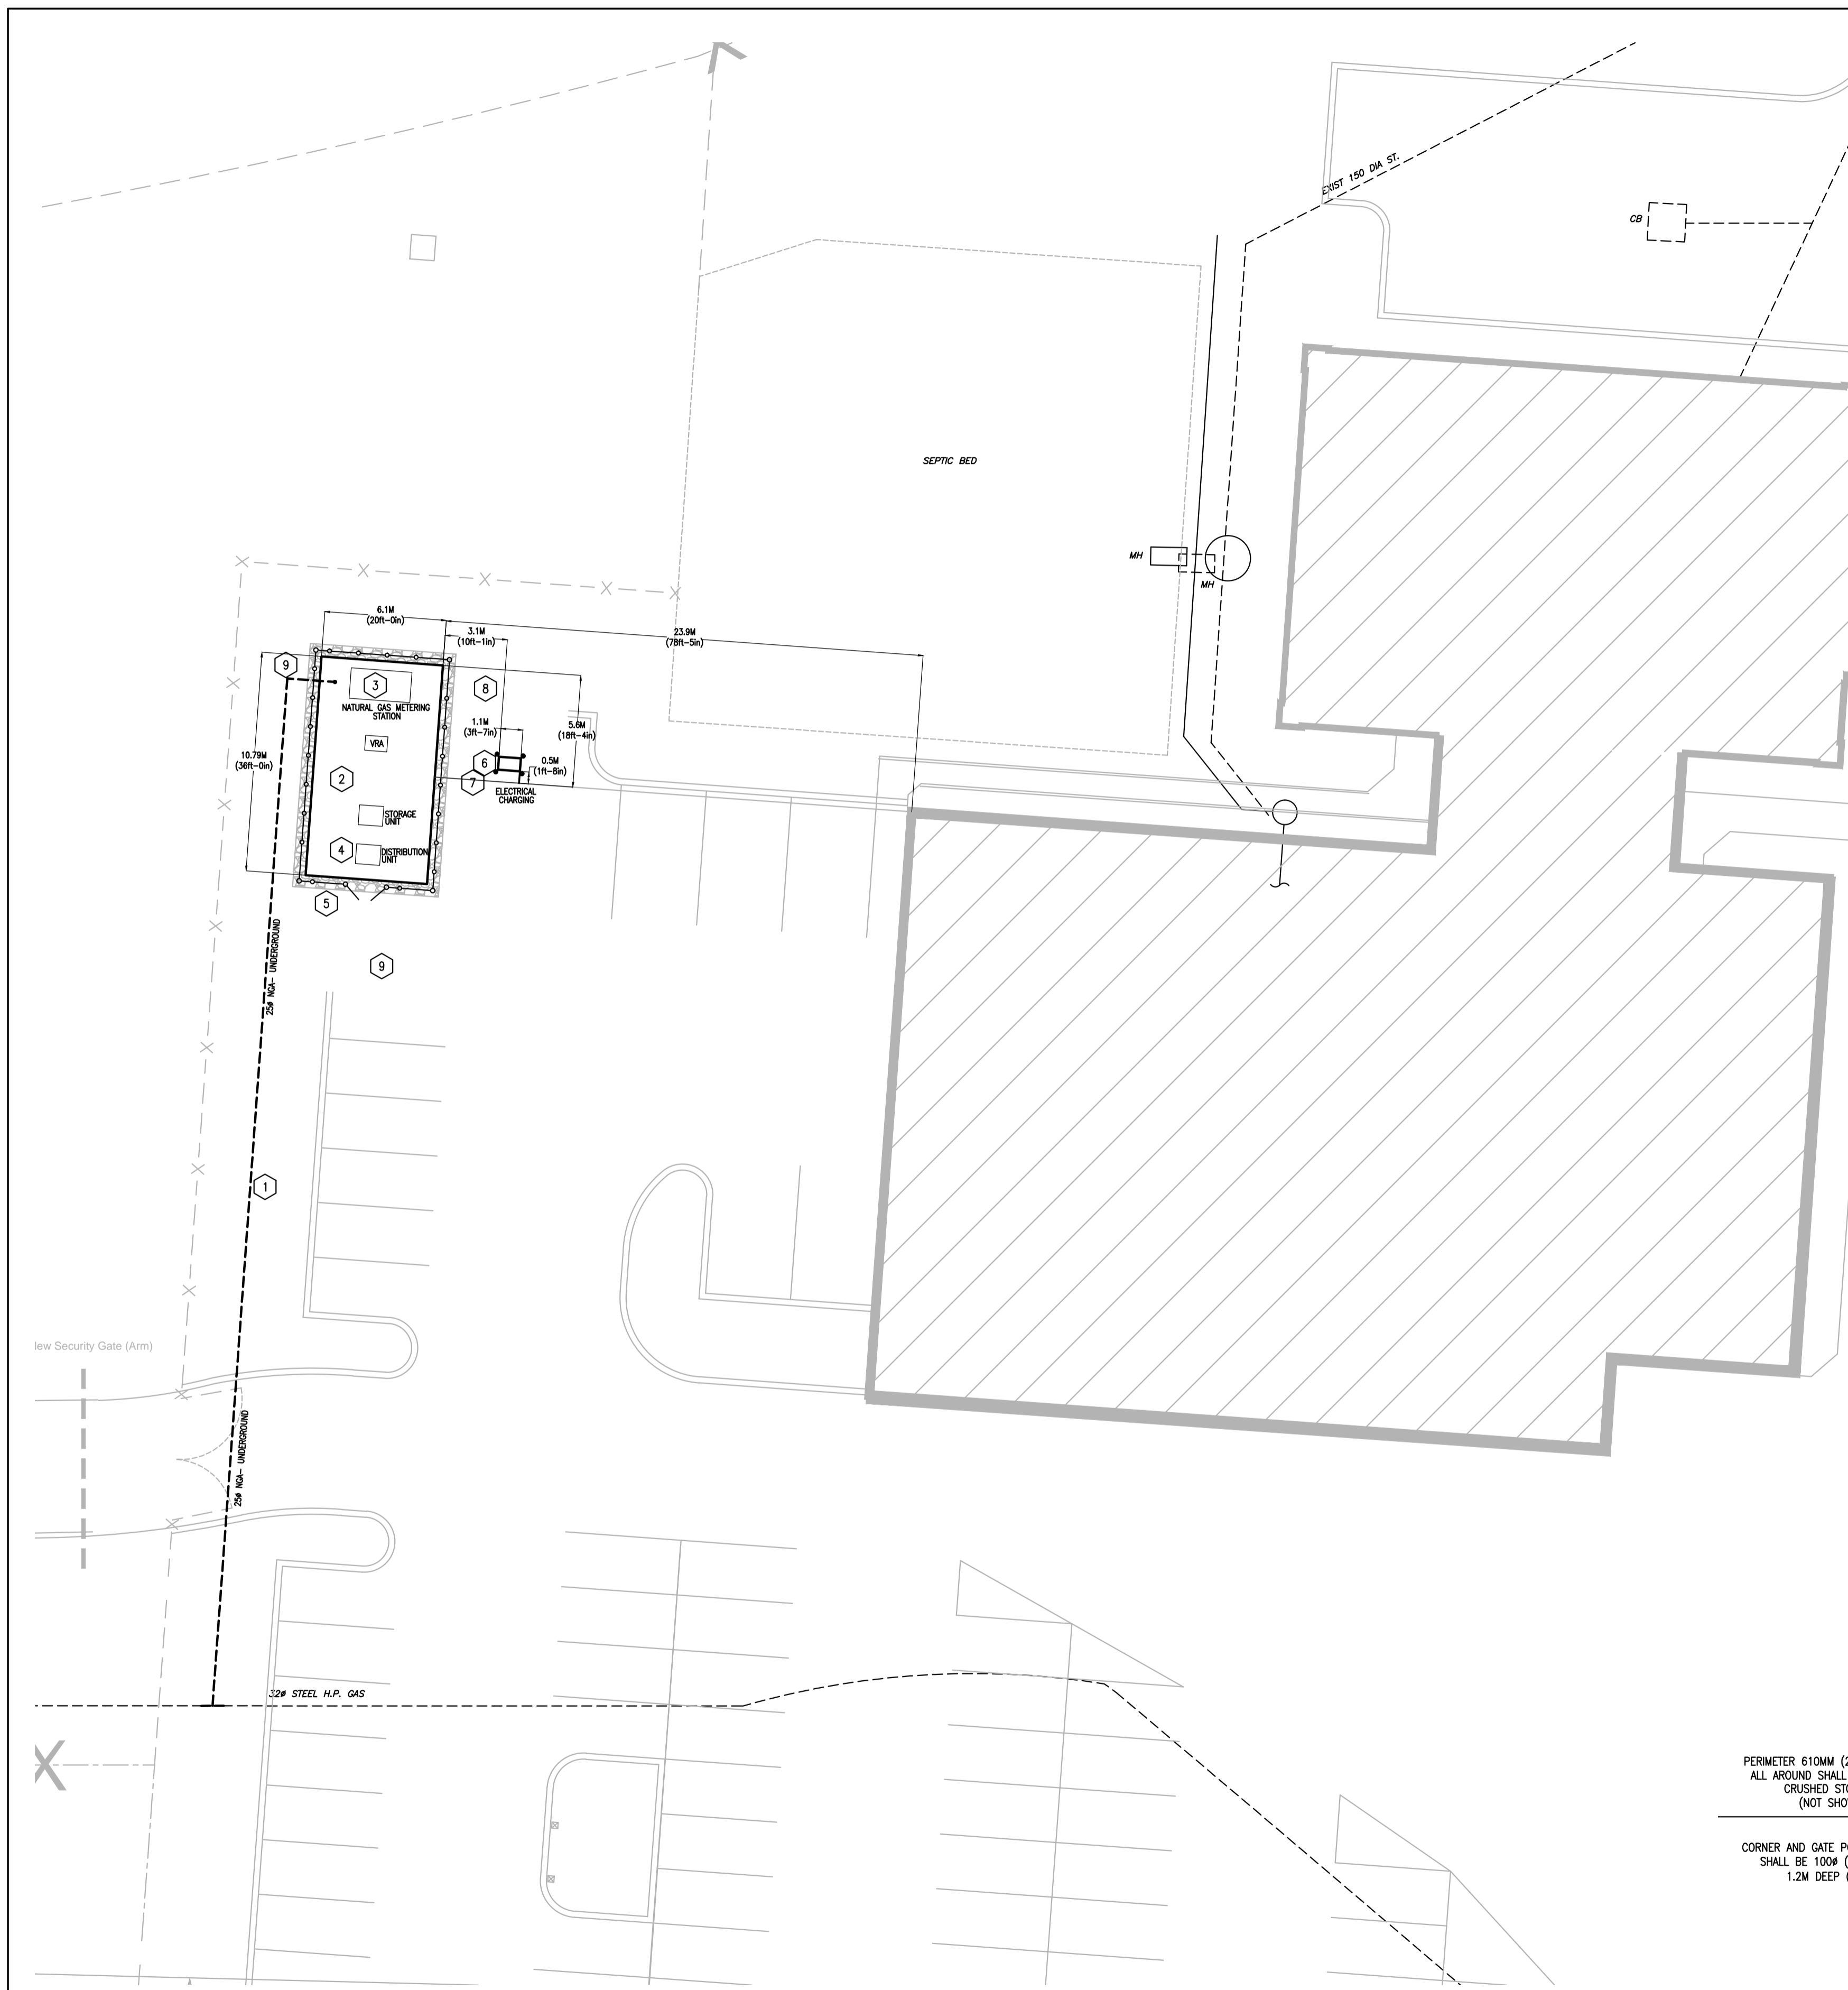 EXIST 150 DIA ST.
CB
SEPTIC BED
MH
MH
6.1M
(20ft-0in)
3.1M
(10ft-1in)
23.9M
(78ft-5in)
9
3
8
NATURAL GAS METERING
STATION
1.1M
(3ft-7in)
5.6M
(18ft-4in)
VRA
10.79M
(36ft-0in)
2
6
7
0.5M
(1ft-8in)
ELECTRICAL
CHARGING
STORAGE
UNIT
4
DISTRIBUTION
UNIT
5
25ø NGA- UNDERGROUND
9
1
lew Security Gate (Arm)
25ø NGA- UNDERGROUND
32ø STEEL H.P. GAS
PERIMETER 610MM (2
ALL AROUND SHALL
CRUSHED STO
(NOT SHO
CORNER AND GATE P
SHALL BE 100ø (
1.2M DEEP (